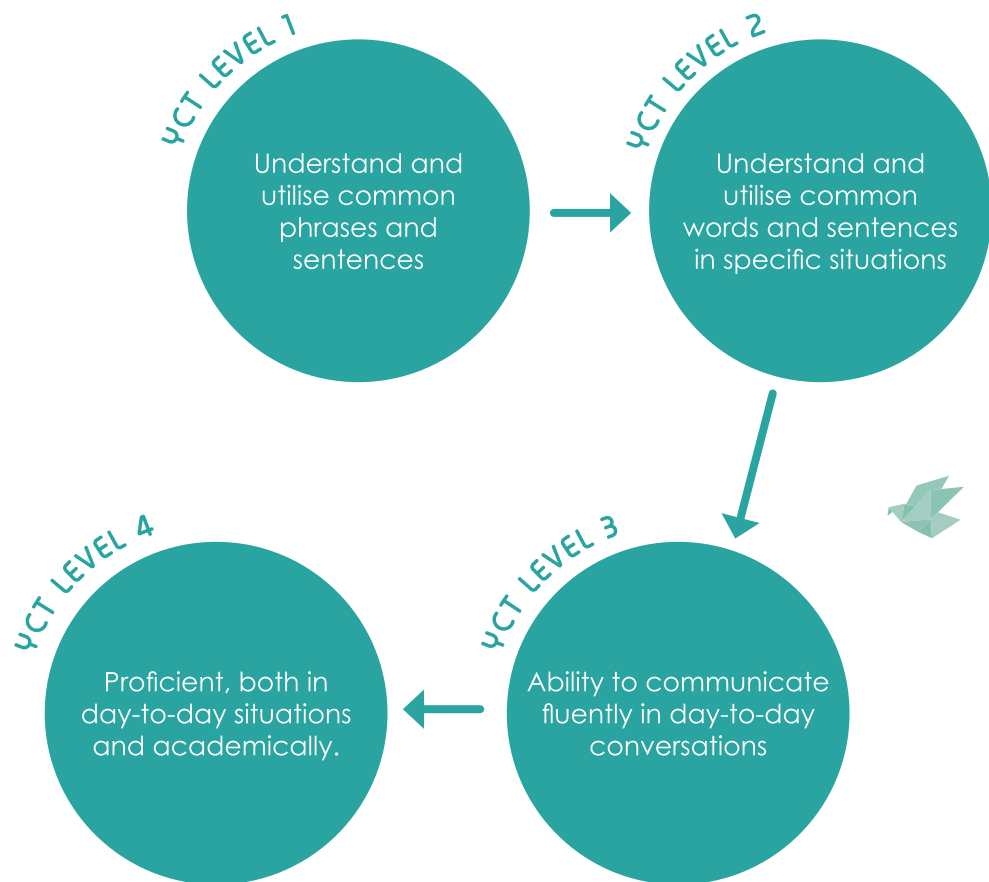 YCT LEVEL 1
Understand and
utilise common
phrases and
sentences
YCT LEVEL 2
Understand and
utilise common
words and sentences
in specific situations
YCT LEVEL 3
Ability to communicate
fluently in day-to-day
conversations
YCT LEVEL 4
Proficient, both in
day-to-day situations
and academically.